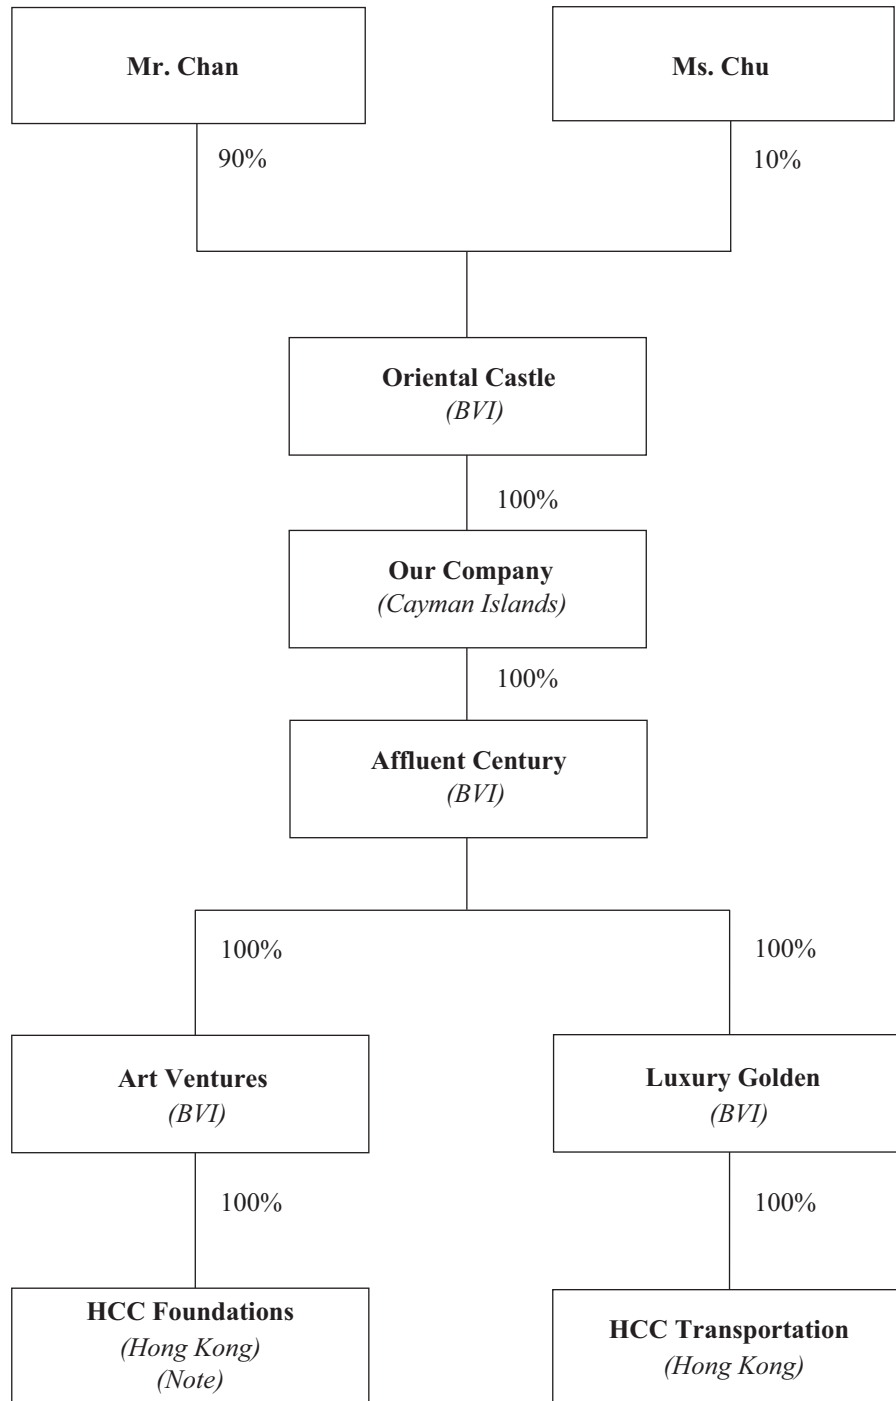 Mr. Chan
Ms. Chu
90%
10%
Oriental Castle
(BVI)
100%
Our Company
(Cayman Islands)
100%
Affluent Century
(BVI)
100%
100%
Art Ventures
(BVI)
Luxury Golden
(BVI)
100%
100%
HCC Foundations
(Hong Kong)
(Note)
HCC Transportation
(Hong Kong)